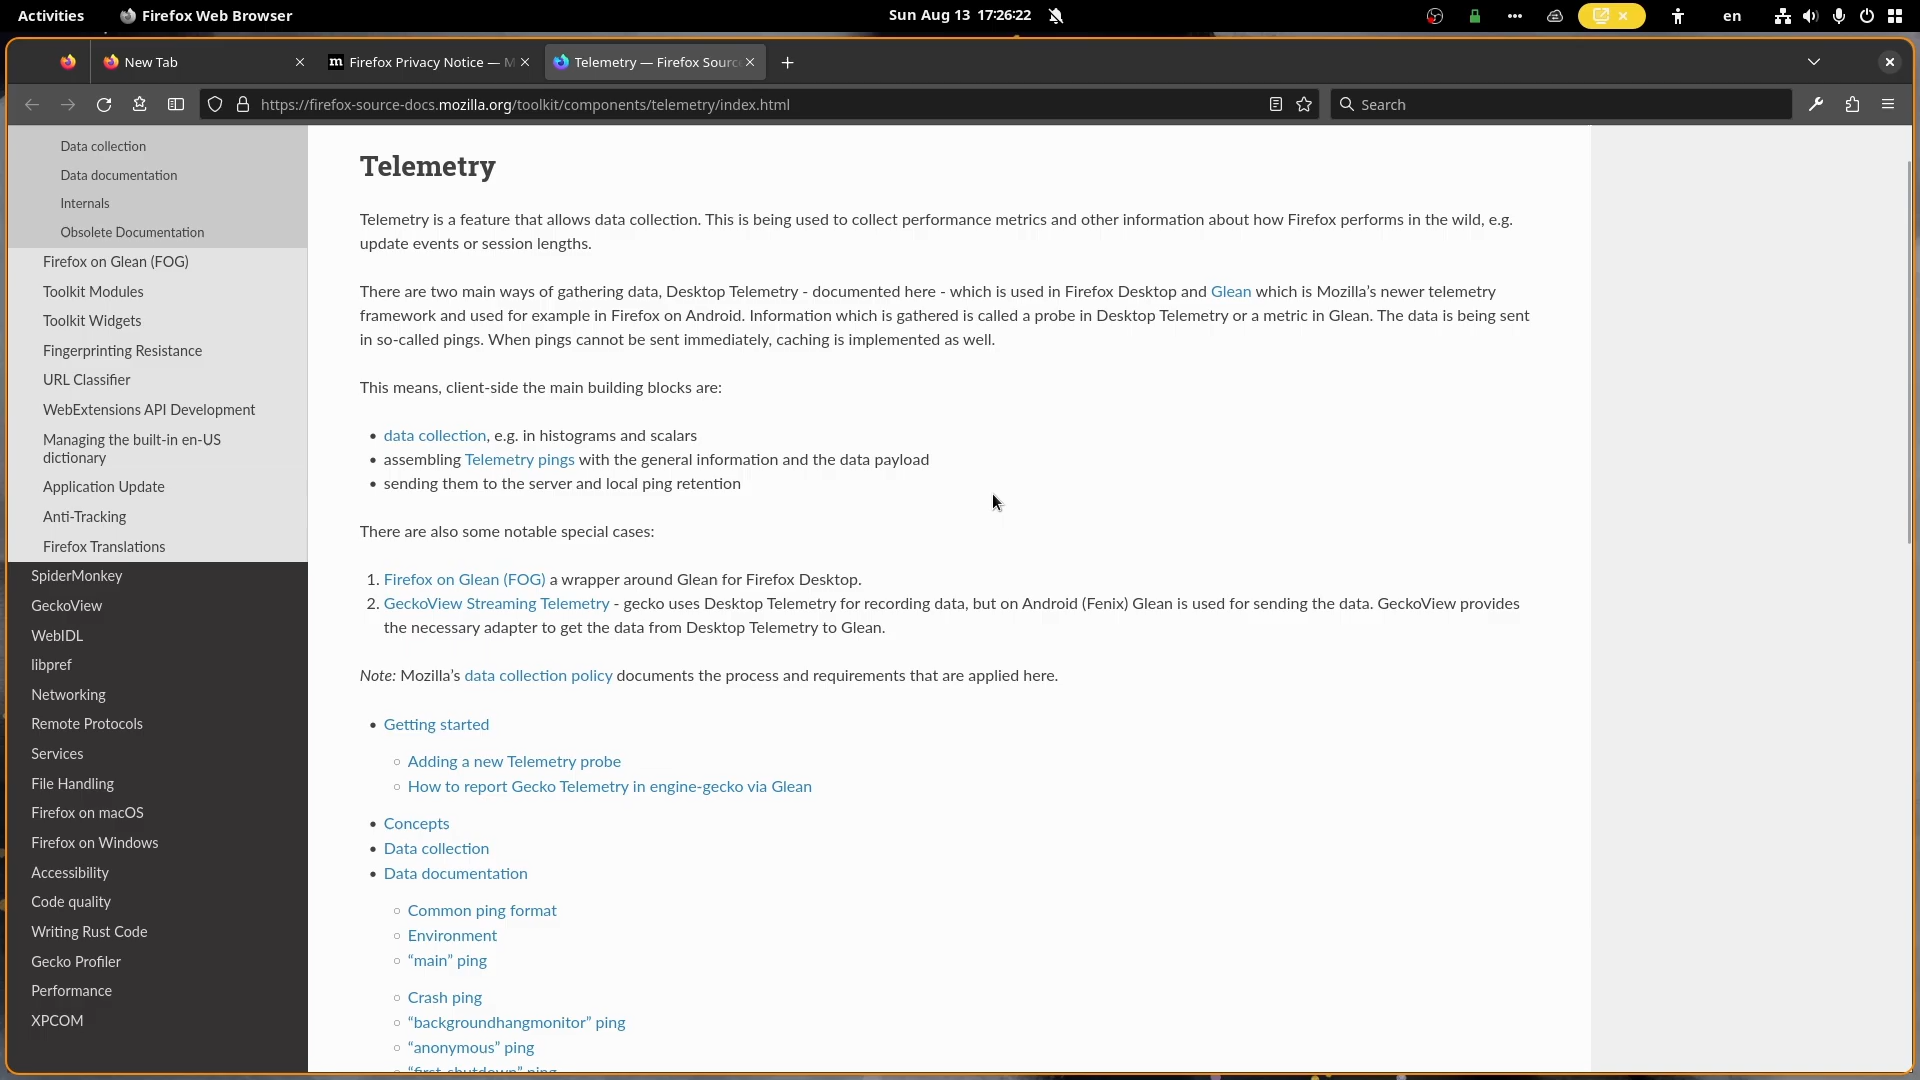 Activities
Firefox Web Browser
Sun Aug 13 17:26:22
en
New Tab
Firefox Privacy Notice — M
Telemetry — Firefox Sourc
https://firefox-source-docs.mozilla.org/toolkit/components/telemetry/index.html
Search
Data collection
Data documentation
Internals
Obsolete Documentation
Firefox on Glean (FOG)
Toolkit Modules
Toolkit Widgets
Fingerprinting Resistance
URL Classifier
WebExtensions API Development
Managing the built-in en-US
dictionary
Application Update
Anti-Tracking
Firefox Translations
SpiderMonkey
GeckoView
WebIDL
libpref
Networking
Remote Protocols
Services
File Handling
Firefox on macOS
Firefox on Windows
Accessibility
Code quality
Writing Rust Code
Gecko Profiler
Performance
XPCOM
Telemetry
Telemetry is a feature that allows data collection. This is being used to collect performance metrics and other information about how Firefox performs in the wild, e.g.
update events or session lengths.
There are two main ways of gathering data, Desktop Telemetry - documented here - which is used in Firefox Desktop and Glean which is Mozilla’s newer telemetry
framework and used for example in Firefox on Android. Information which is gathered is called a probe in Desktop Telemetry or a metric in Glean. The data is being sent
in so-called pings. When pings cannot be sent immediately, caching is implemented as well.
This means, client-side the main building blocks are:
• data collection, e.g. in histograms and scalars
• assembling Telemetry pings with the general information and the data payload
• sending them to the server and local ping retention
There are also some notable special cases:
1. Firefox on Glean (FOG) a wrapper around Glean for Firefox Desktop.
2. GeckoView Streaming Telemetry - gecko uses Desktop Telemetry for recording data, but on Android (Fenix) Glean is used for sending the data. GeckoView provides
the necessary adapter to get the data from Desktop Telemetry to Glean.
Note: Mozilla’s data collection policy documents the process and requirements that are applied here.
• Getting started
◦ Adding a new Telemetry probe
◦ How to report Gecko Telemetry in engine-gecko via Glean
• Concepts
• Data collection
• Data documentation
◦ Common ping format
◦ Environment
◦ “main” ping
◦ Crash ping
◦ “backgroundhangmonitor” ping
◦ “anonymous” ping
“first-shutdown” ping